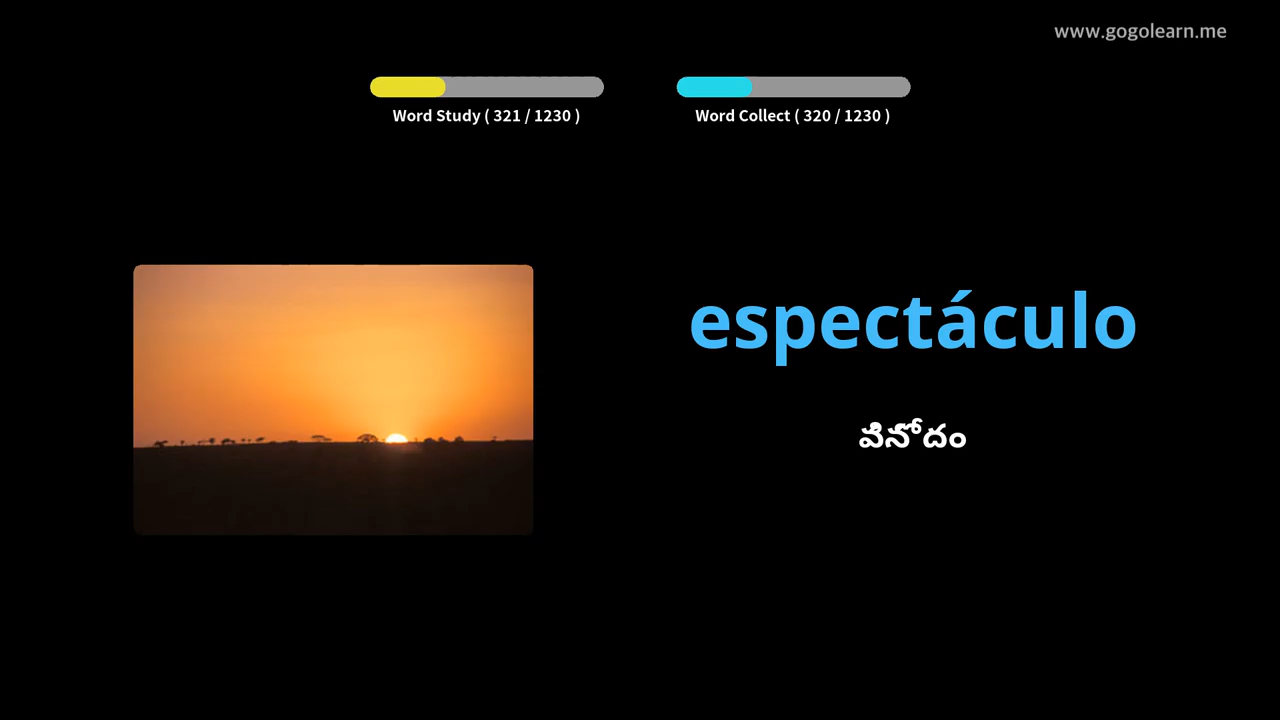 www.gogolearn.me
Word Study ( 321 / 1230 )
Word Collect ( 320 / 1230 )
espectáculo
వినోదం